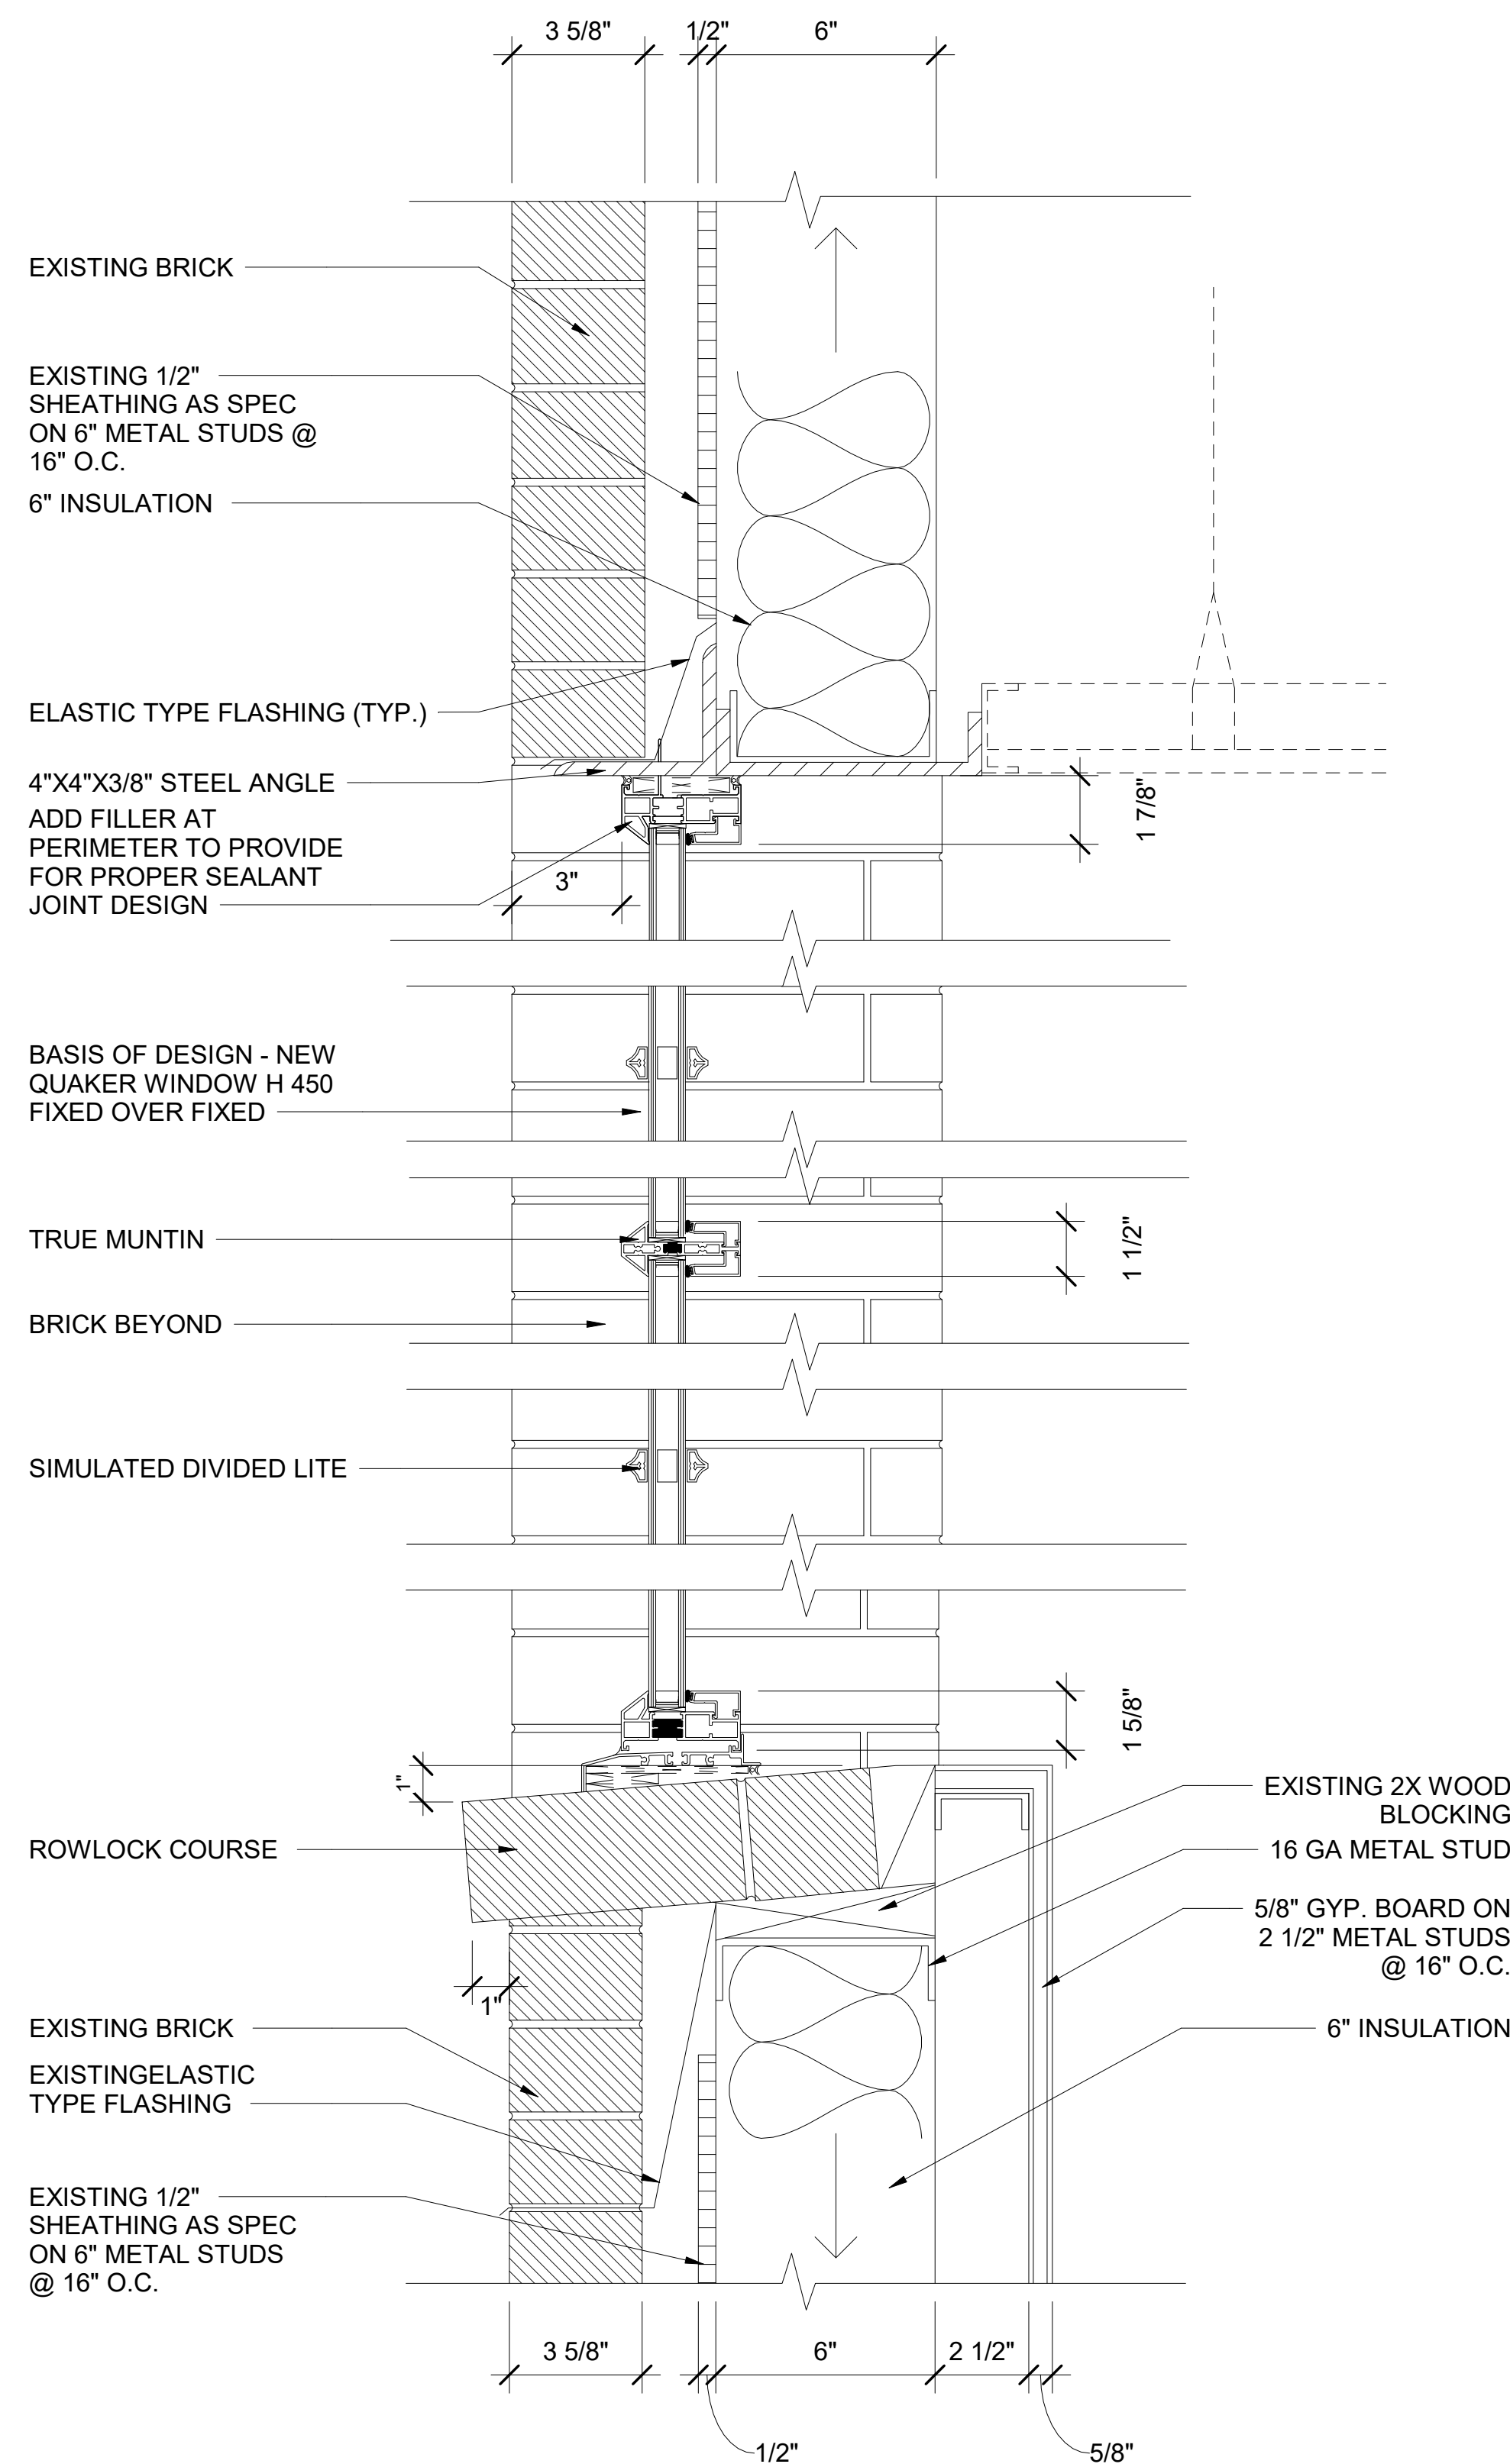 3 5/8"
1/2"
6"
EXISTING BRICK
EXISTING 1/2"
SHEATHING AS SPEC
ON 6" METAL STUDS @
16" O.C.
6" INSULATION
ELASTIC TYPE FLASHING (TYP.)
4"X4"X3/8" STEEL ANGLE
ADD FILLER AT
PERIMETER TO PROVIDE
FOR PROPER SEALANT
JOINT DESIGN
3"
1 7/8"
BASIS OF DESIGN - NEW
QUAKER WINDOW H 450
FIXED OVER FIXED
TRUE MUNTIN
1 1/2"
BRICK BEYOND
SIMULATED DIVIDED LITE
1 5/8"
1"
ROWLOCK COURSE
EXISTING 2X WOOD
BLOCKING
16 GA METAL STUD
5/8" GYP. BOARD ON
2 1/2" METAL STUDS
@ 16" O.C.
1"
EXISTING BRICK
6" INSULATION
EXISTINGELASTIC
TYPE FLASHING
EXISTING 1/2"
SHEATHING AS SPEC
ON 6" METAL STUDS
@ 16" O.C.
3 5/8"
6"
2 1/2"
1/2"
5/8"